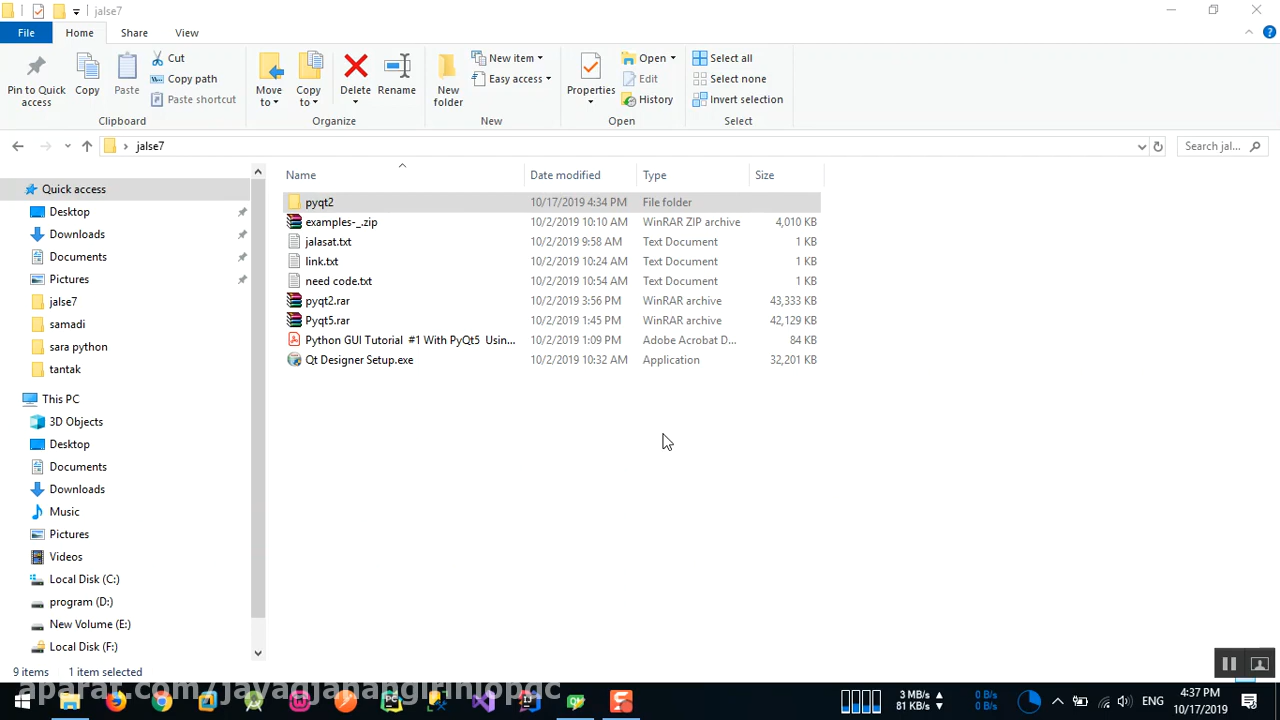 jalse7
File Home Share View
Pin to Quick access
Copy
Paste
Cut
Copy path
Paste shortcut
Clipboard
Move to
Copy to
Delete
Rename
Organize
New folder
New item
Easy access
New
Properties
Open
Edit
History
Open
Select all
Select none
Invert selection
Select
jalse7
Search jal...
Quick access
Desktop
Downloads
Documents
Pictures
jalse7
samadi
sara python
tantak
This PC
3D Objects
Desktop
Documents
Downloads
Music
Pictures
Videos
Local Disk (C:)
program (D:)
New Volume (E:)
Local Disk (F:)
Name Date modified Type Size
pyqt2 10/17/2019 4:34 PM File folder
examples-_.zip 10/2/2019 10:10 AM WinRAR ZIP archive 4,010 KB
jalasat.txt 10/2/2019 9:58 AM Text Document 1 KB
link.txt 10/2/2019 10:24 AM Text Document 1 KB
need code.txt 10/2/2019 10:54 AM Text Document 1 KB
pyqt2.rar 10/2/2019 3:56 PM WinRAR archive 43,333 KB
Pyqt5.rar 10/2/2019 1:45 PM WinRAR archive 42,129 KB
Python GUI Tutorial #1 With PyQt5 Usin... 10/2/2019 1:09 PM Adobe Acrobat D... 84 KB
Qt Designer Setup.exe 10/2/2019 10:32 AM Application 32,201 KB
9 items 1 item selected
3 MB/s
81 KB/s
0 B/s
0 B/s
ENG
4:37 PM
10/17/2019